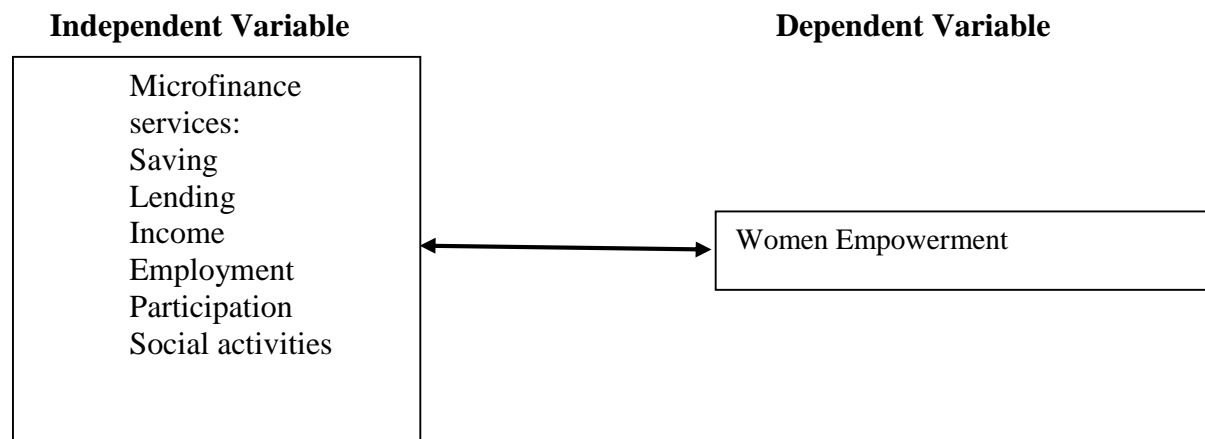 Independent Variable
Dependent Variable
Microfinance
services:
Saving
Lending
Income
Employment
Participation
Social activities
Women Empowerment